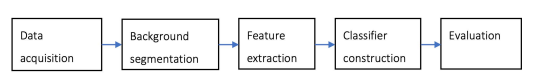 Data
acquisition
Background
segmentation
Feature
extraction
Classifier
construction
Evaluation